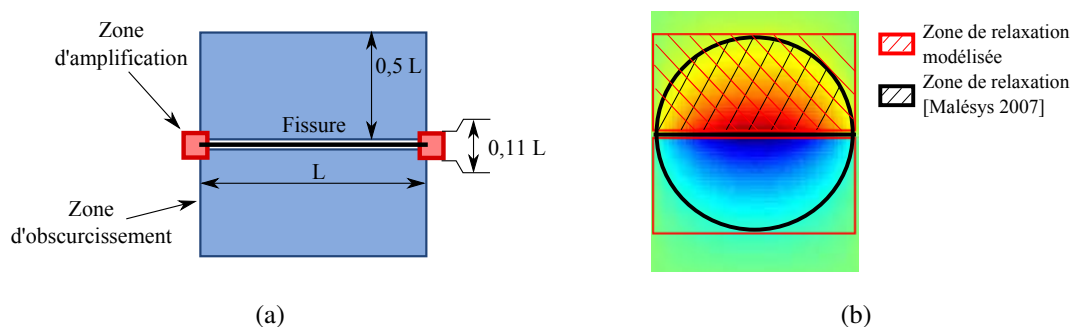 Zone
d'amplification
0,5 L
Fissure
0,11 L
L
Zone
d'obscurcissement
(a)
Zone de relaxation
modélisée
Zone de relaxation
[Malésys 2007]
(b)